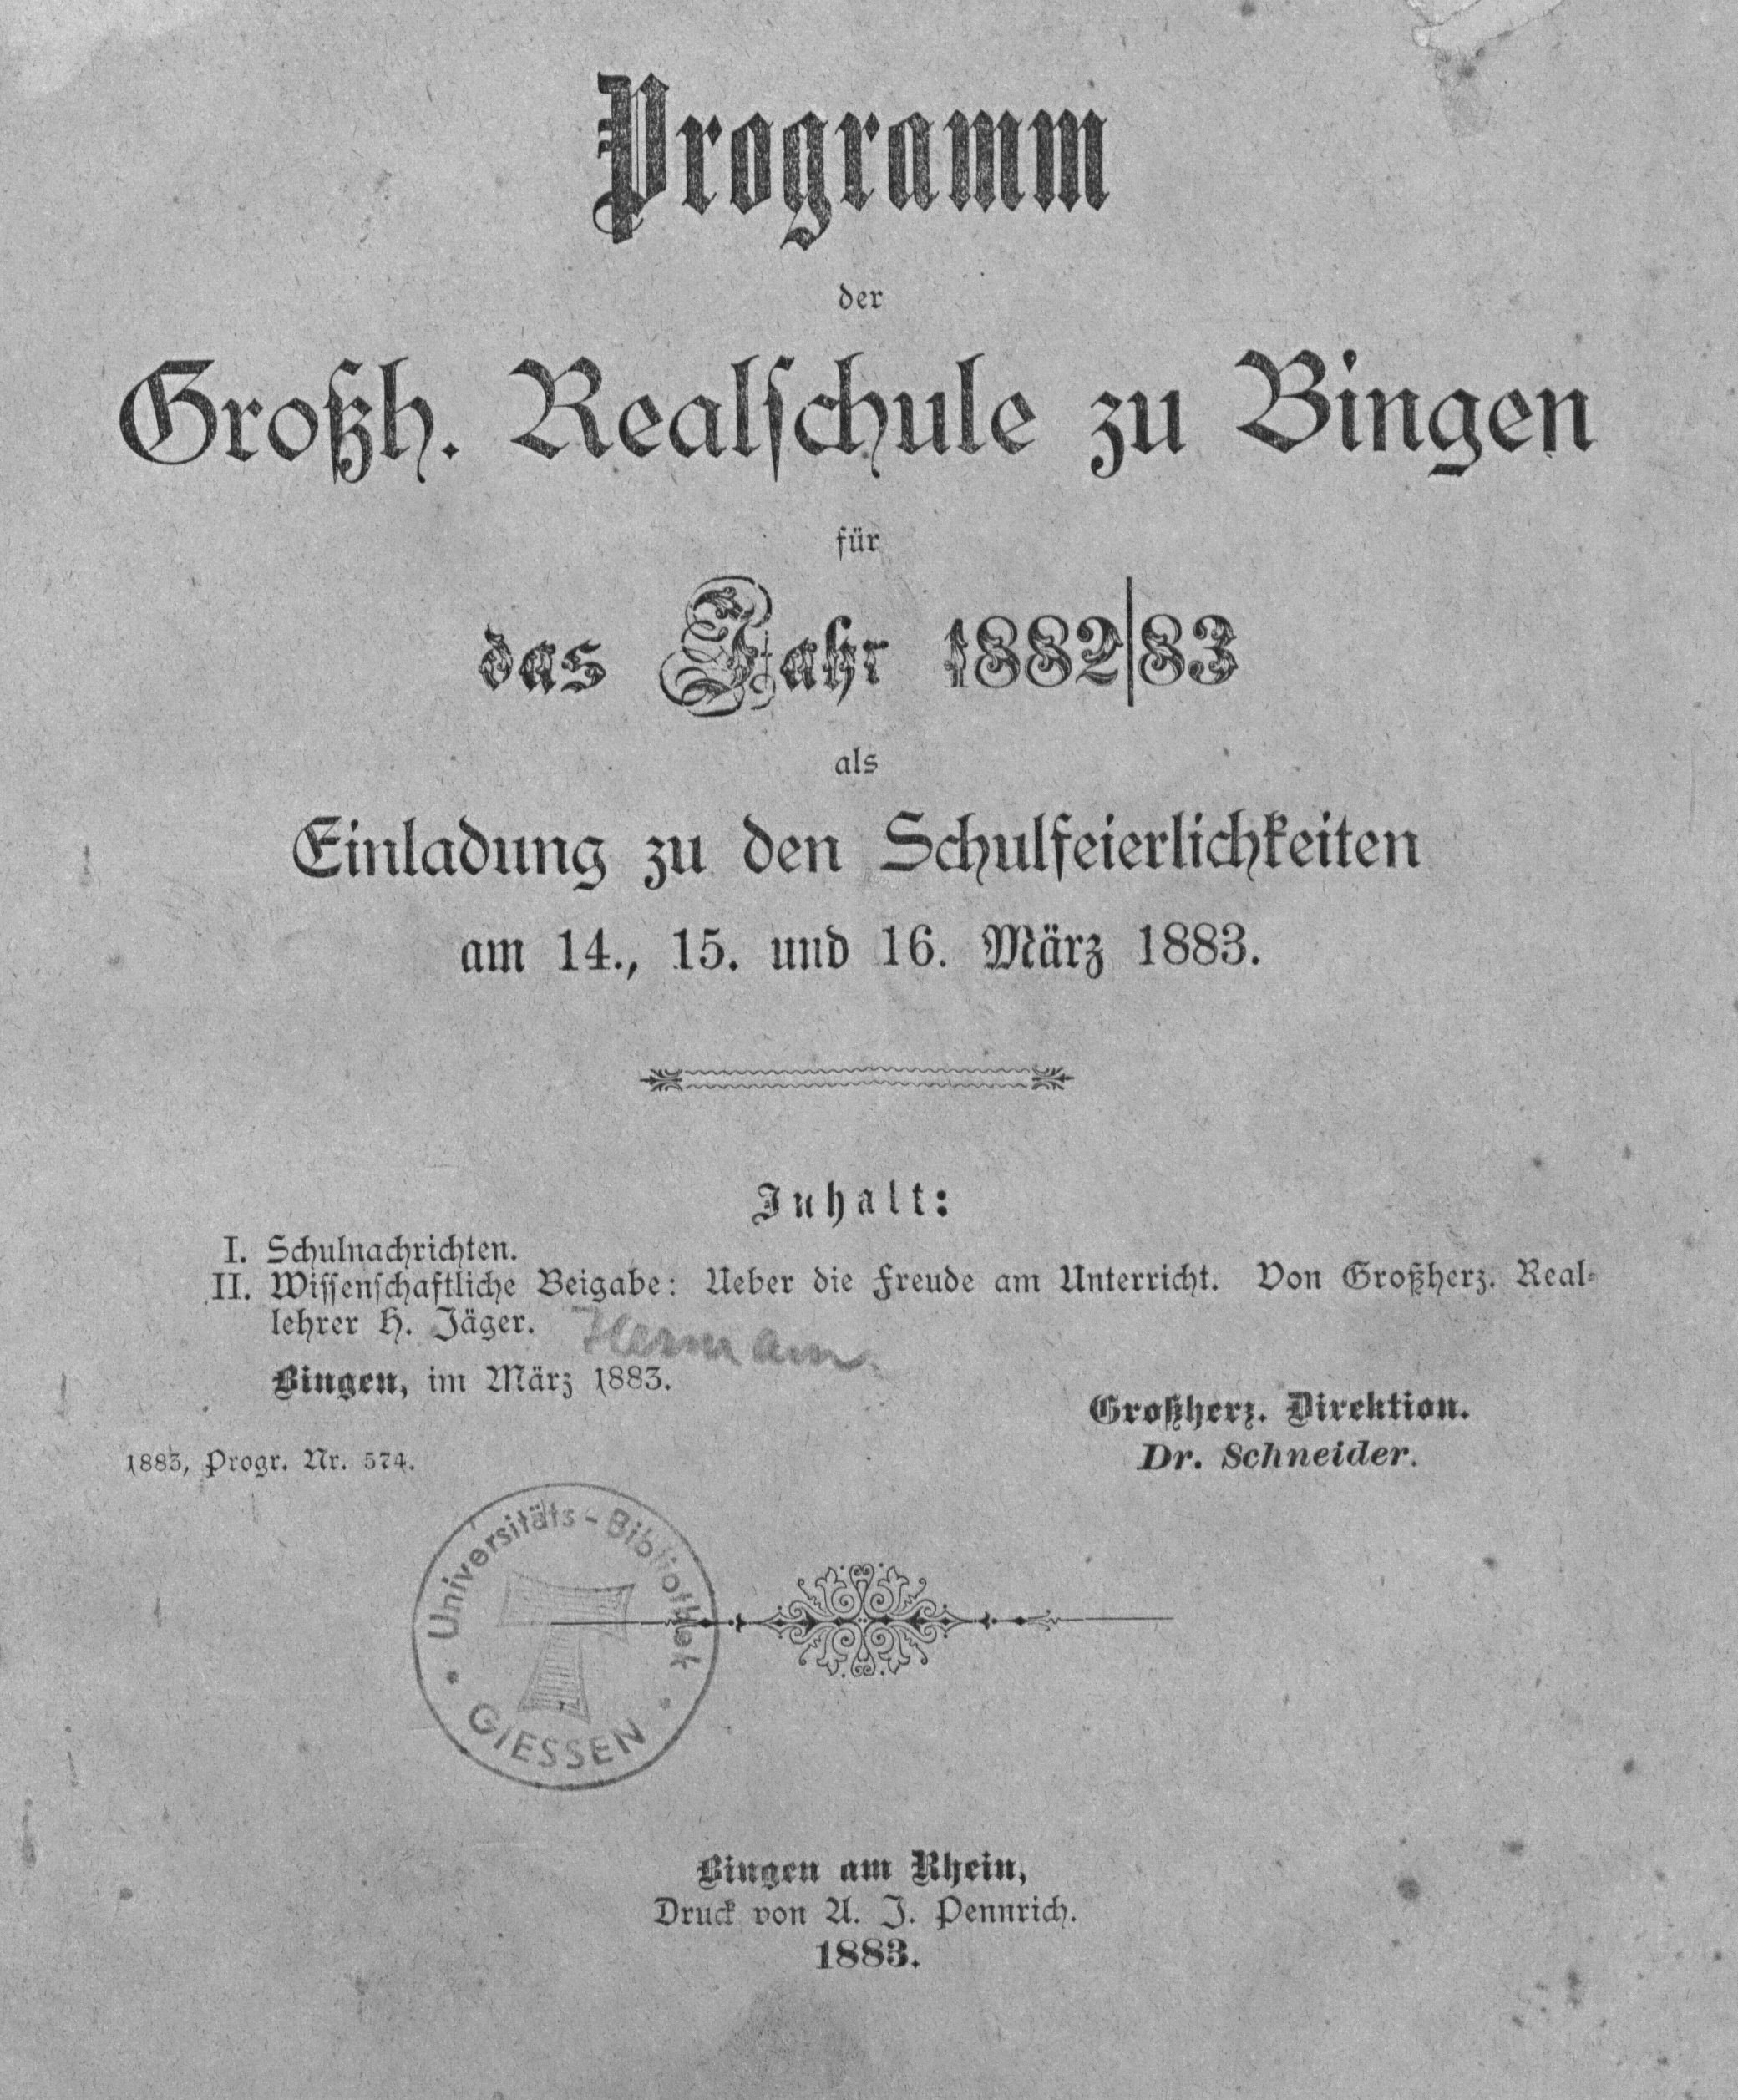 Programm
der
Großh. Realschule zu Bingen
für
das Jahr 1882/83
als
Einladung zu den Schulfeierlichkeiten
am 14., 15. und 16. März 1883.
Inhalt:
I. Schulnachrichten.
II. Wissenschaftliche Beigabe: Ueber die Freude am Unterricht. Von Großherz. Real-
lehrer H. Jäger.
Hermann
Bingen, im März 1883.
Großherz. Direktion.
Dr. Schneider.
1883, Progr. Nr. 574.
Universitäts-Bibliothek
GIESSEN
Bingen am Rhein,
Druck von A. J. Pennrich.
1883.